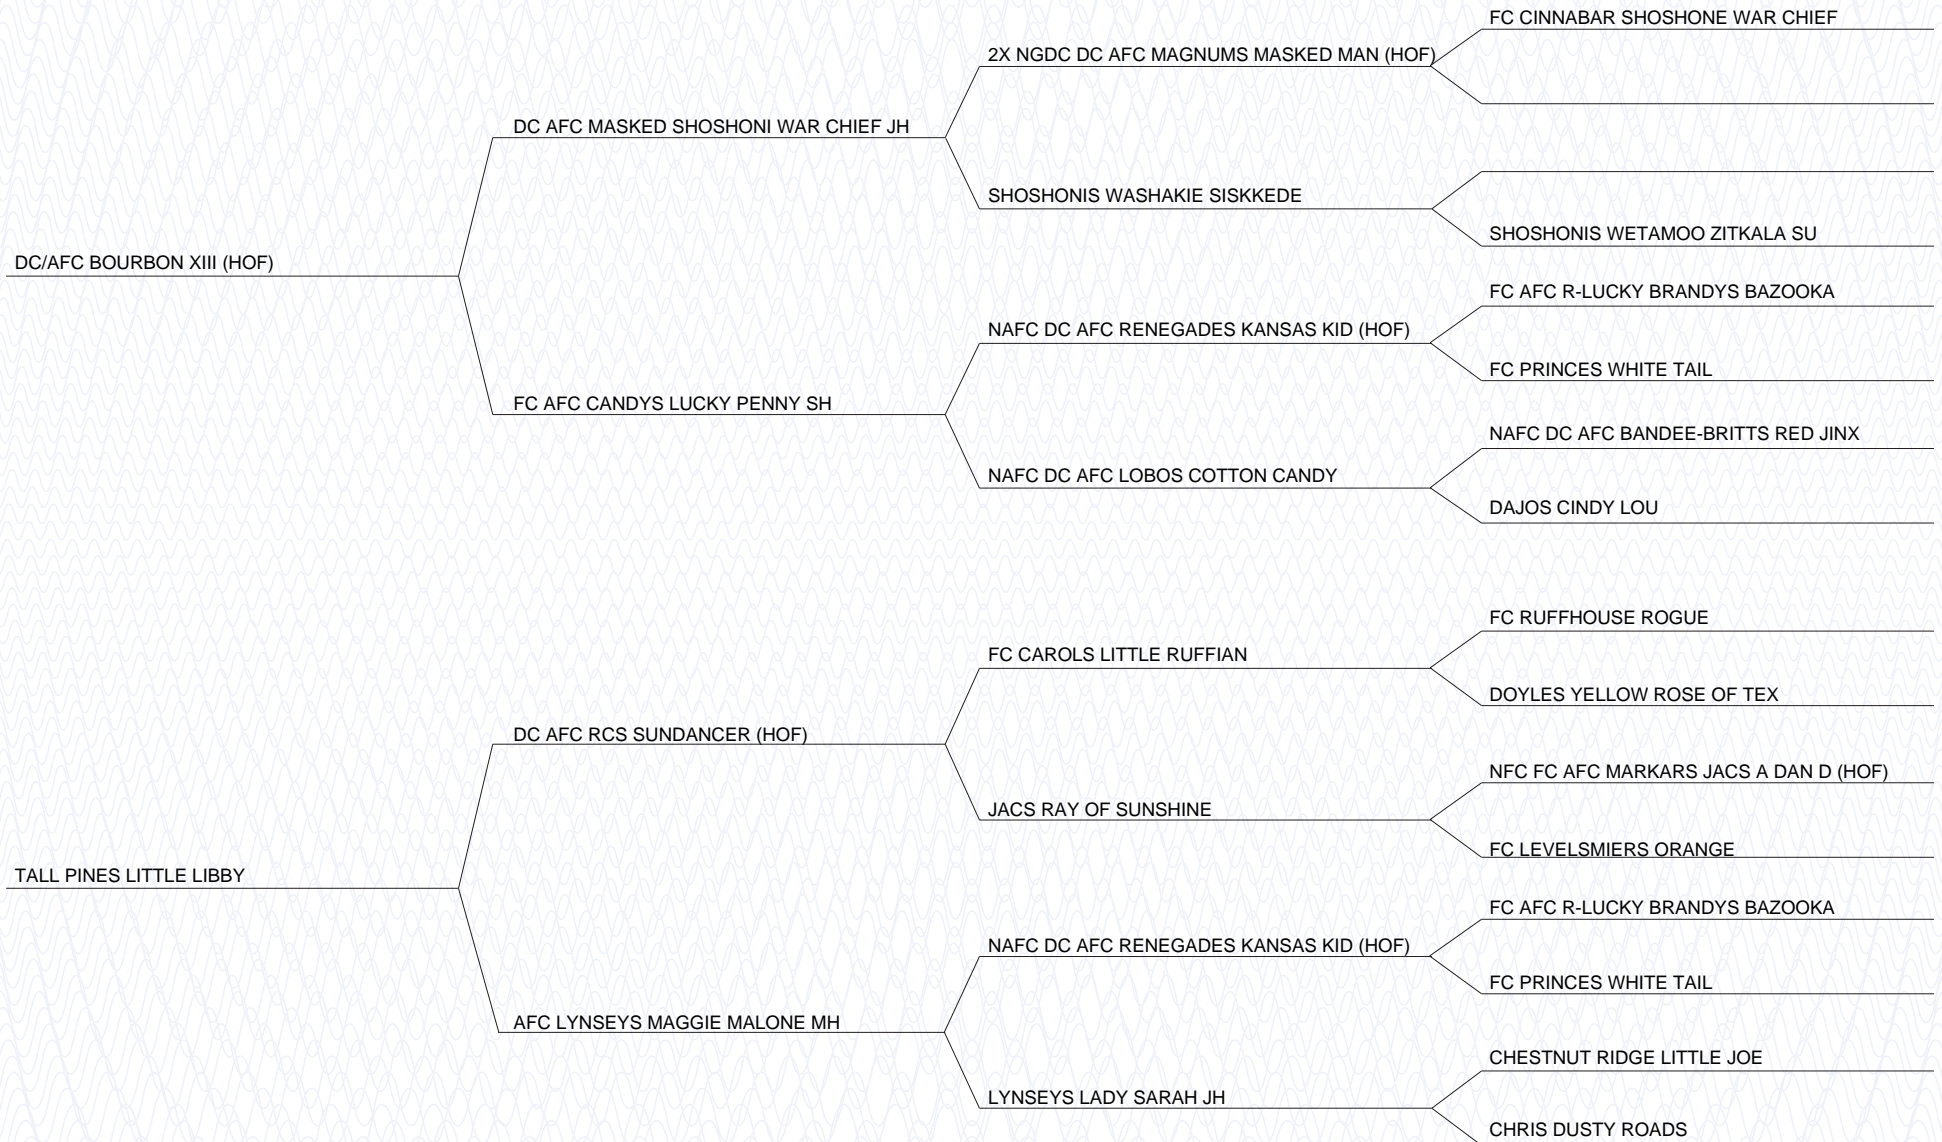 FC CINNABAR SHOSHONE WAR CHIEF
2X NGDC DC AFC MAGNUMS MASKED MAN (HOF)
DC AFC MASKED SHOSHONI WAR CHIEF JH
SHOSHONIS WASHAKIE SISKKEDE
SHOSHONIS WETAMOO ZITKALA SU
DC/AFC BOURBON XIII (HOF)
FC AFC R-LUCKY BRANDYS BAZOOKA
NAFC DC AFC RENEGADES KANSAS KID (HOF)
FC PRINCES WHITE TAIL
FC AFC CANDYS LUCKY PENNY SH
NAFC DC AFC BANDEE-BRITTS RED JINX
NAFC DC AFC LOBOS COTTON CANDY
DAJOS CINDY LOU
FC RUFFHOUSE ROGUE
FC CAROLS LITTLE RUFFIAN
DOYLES YELLOW ROSE OF TEX
DC AFC RCS SUNDANCER (HOF)
NFC FC AFC MARKARS JACS A DAN D (HOF)
JACS RAY OF SUNSHINE
FC LEVELSMIERS ORANGE
TALL PINES LITTLE LIBBY
FC AFC R-LUCKY BRANDYS BAZOOKA
NAFC DC AFC RENEGADES KANSAS KID (HOF)
FC PRINCES WHITE TAIL
AFC LYNSEYS MAGGIE MALONE MH
CHESTNUT RIDGE LITTLE JOE
LYNSEYS LADY SARAH JH
CHRIS DUSTY ROADS